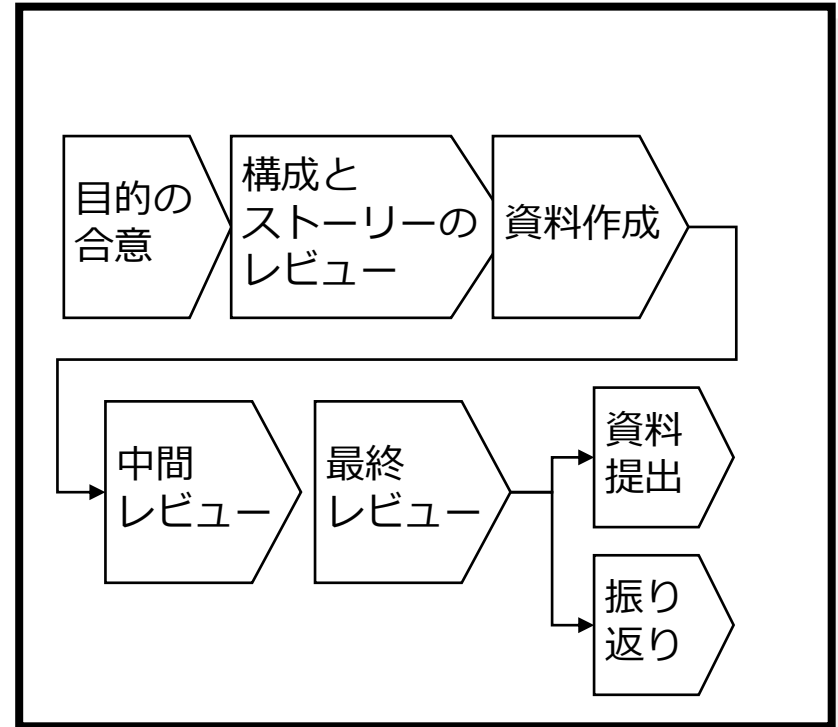 目的の
合意
構成と
ストーリーの
レビュー
資料作成
中間
レビュー
最終
レビュー
資料
提出
振り
返り